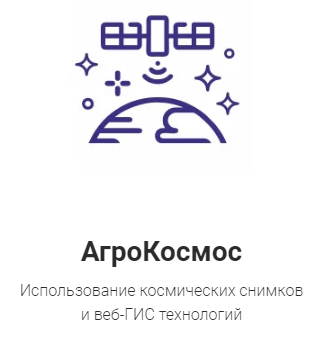 АгроКосмос
Использование космических снимков
и веб-ГИС технологий